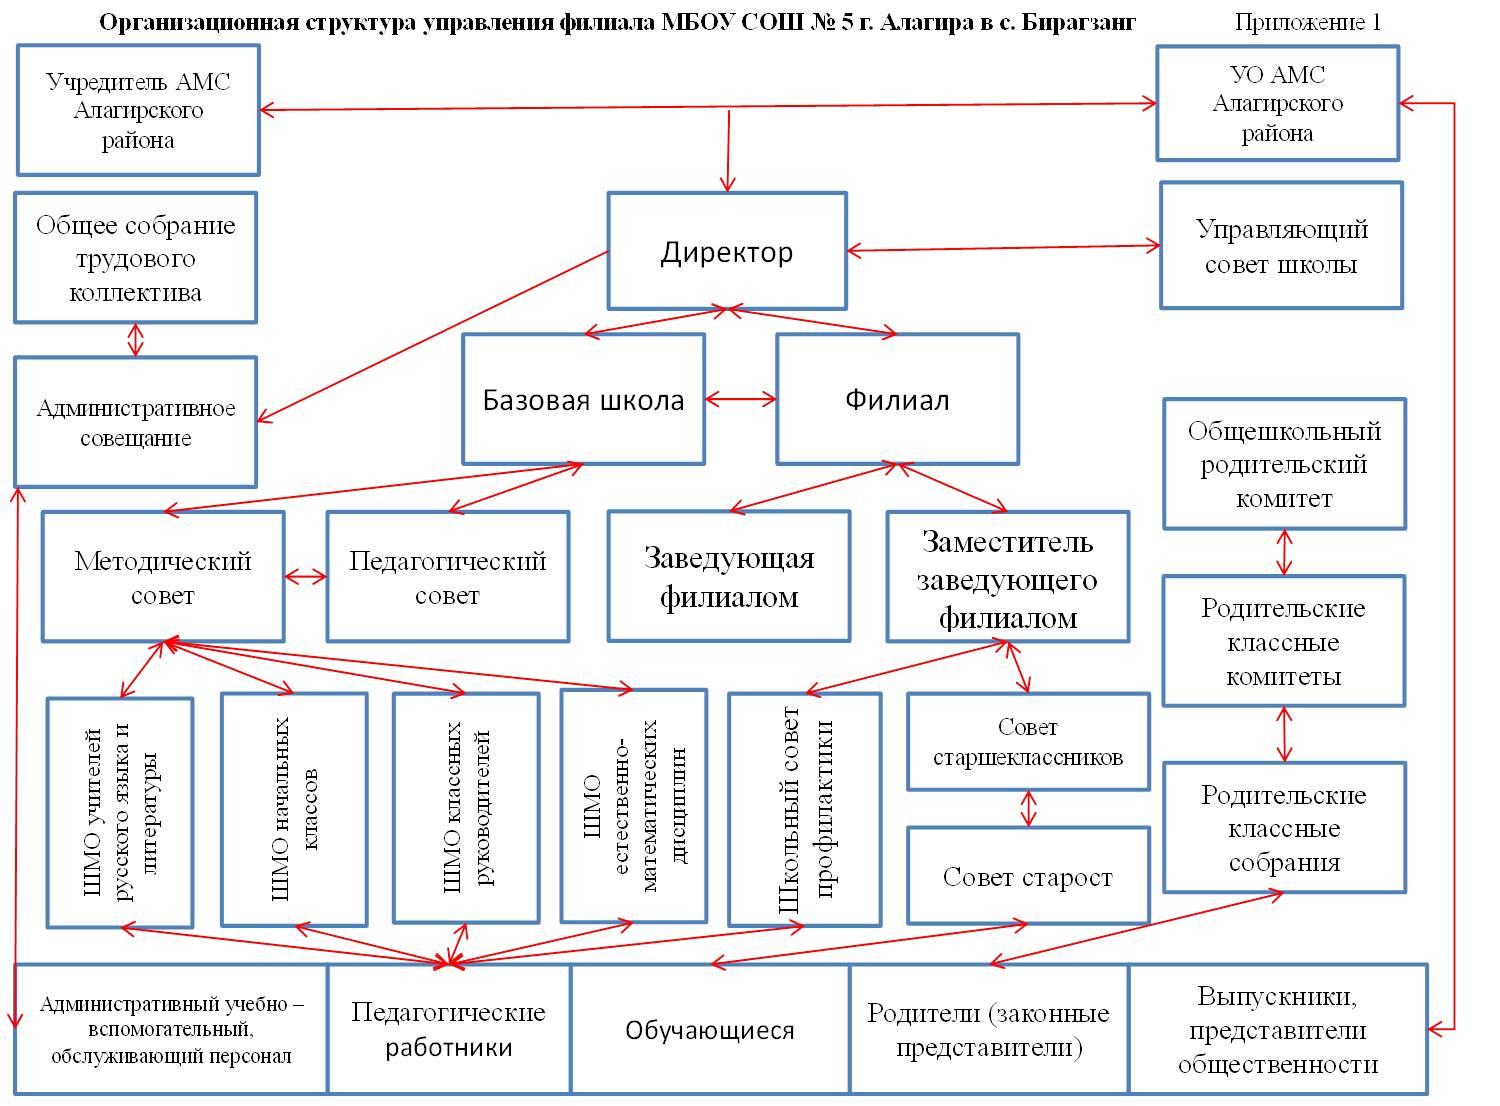 Организационная структура управления филиала МБОУ СОШ № 5 г. Алагира в с. Бирагзанг
Приложение 1
Учредитель АМС
Алагирского
района
УО АМС
Алагирского
района
Общее собрание
трудового
коллектива
Директор
Управляющий
совет школы
Административное
совещание
Базовая школа
Филиал
Общешкольный
родительский
комитет
Методический
совет
Педагогический
совет
Заведующая
филиалом
Заместитель
заведующего
филиалом
Родительские
классные
комитеты
ШМО учителей
русского языка и
литературы
ШМО начальных
классов
ШМО классных
руководителей
ШМО
естественно-
математических
дисциплин
Школьный совет
профилактики
Совет
старшеклассников
Совет старост
Родительские
классные
собрания
Административный учебно –
вспомогательный,
обслуживающий персонал
Педагогические
работники
Обучающиеся
Родители (законные
представители)
Выпускники,
представители
общественности